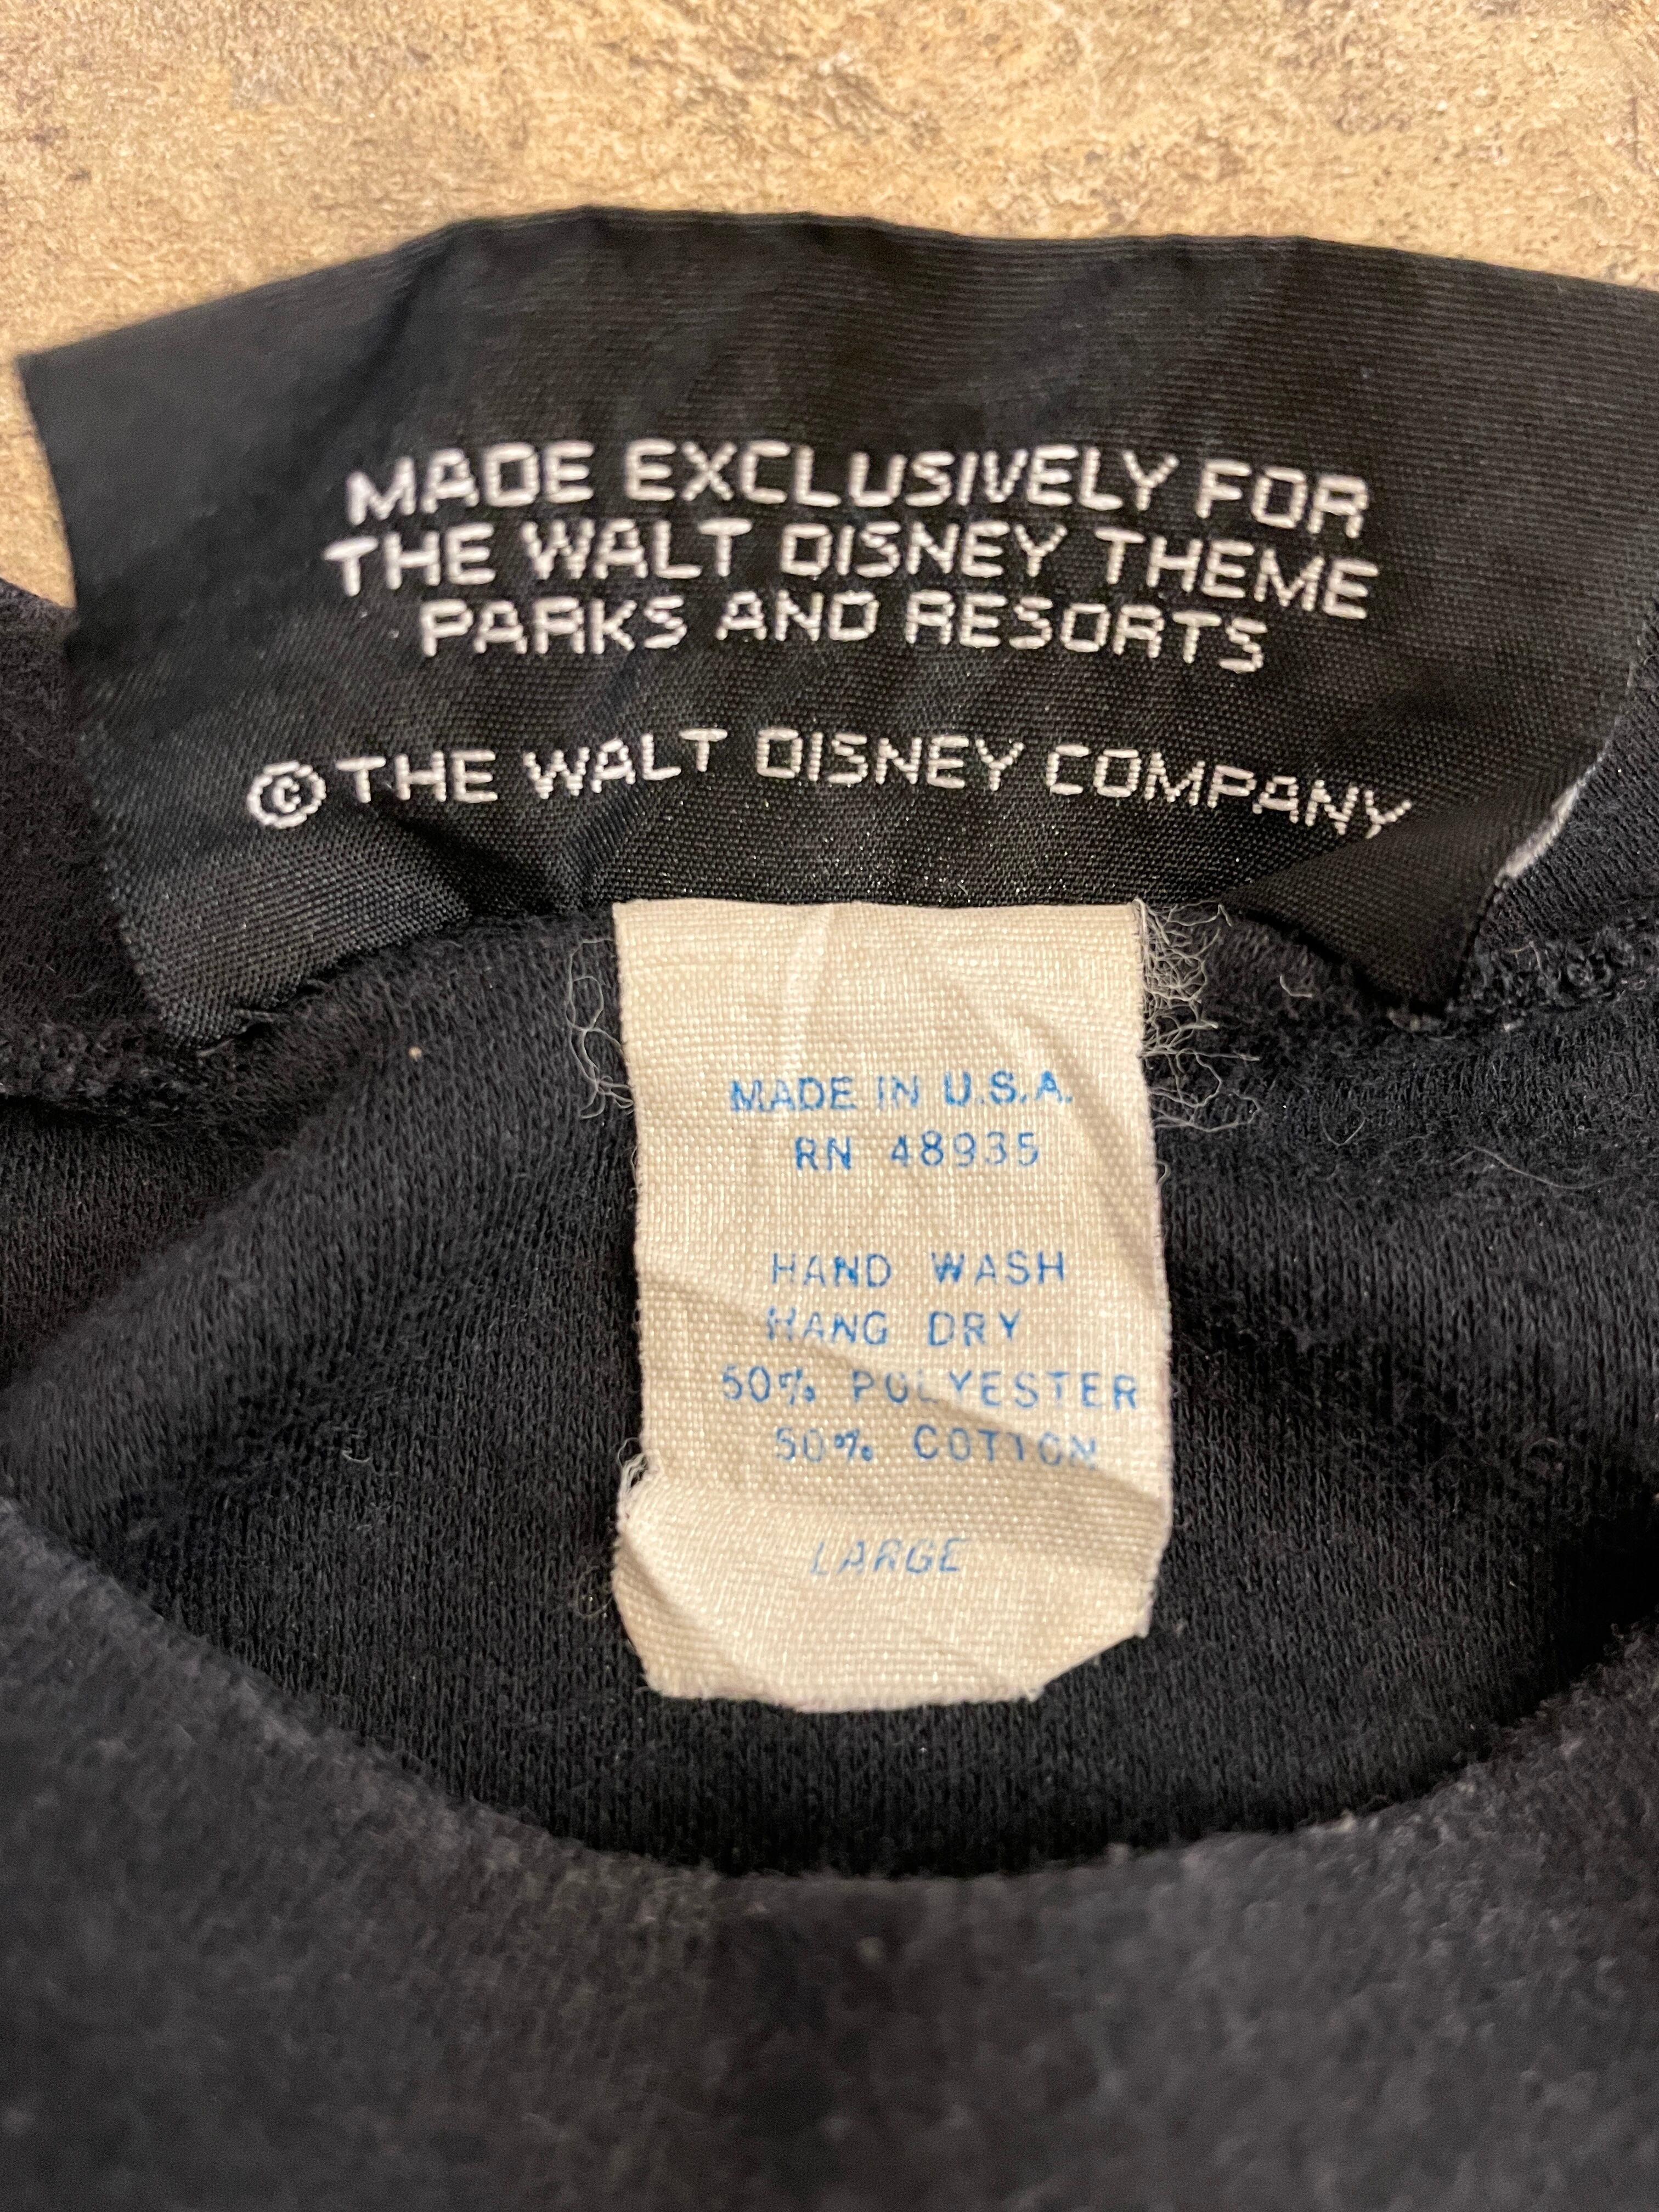 MADE EXCLUSIVELY FOR
THE WALT DISNEY THEME
PARKS AND RESORTS
© THE WALT DISNEY COMPANY
MADE IN U.S.A.
RN 48935
HAND WASH
HANG DRY
50% POLYESTER
50% COTTON
LARGE